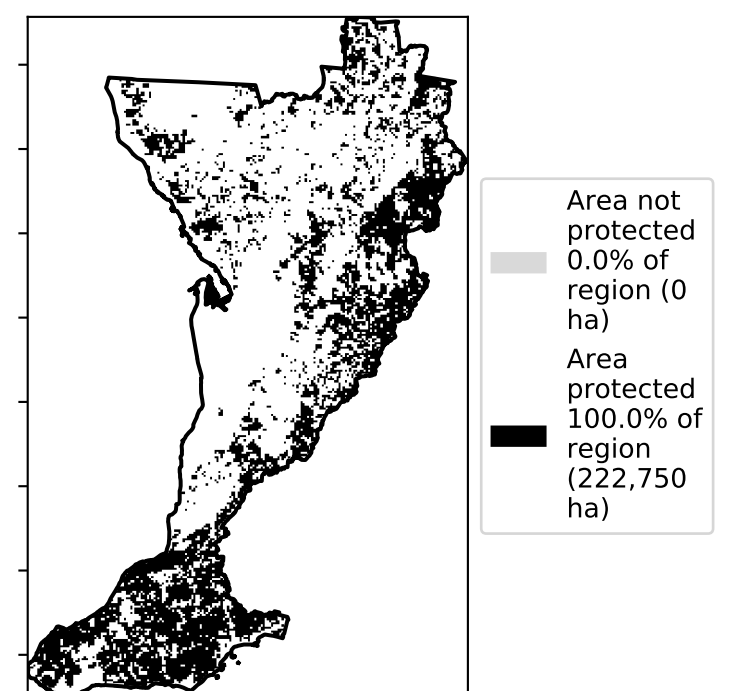 Area not
protected
0.0% of
region (0
ha)
Area
protected
100.0% of
region
(222,750
ha)